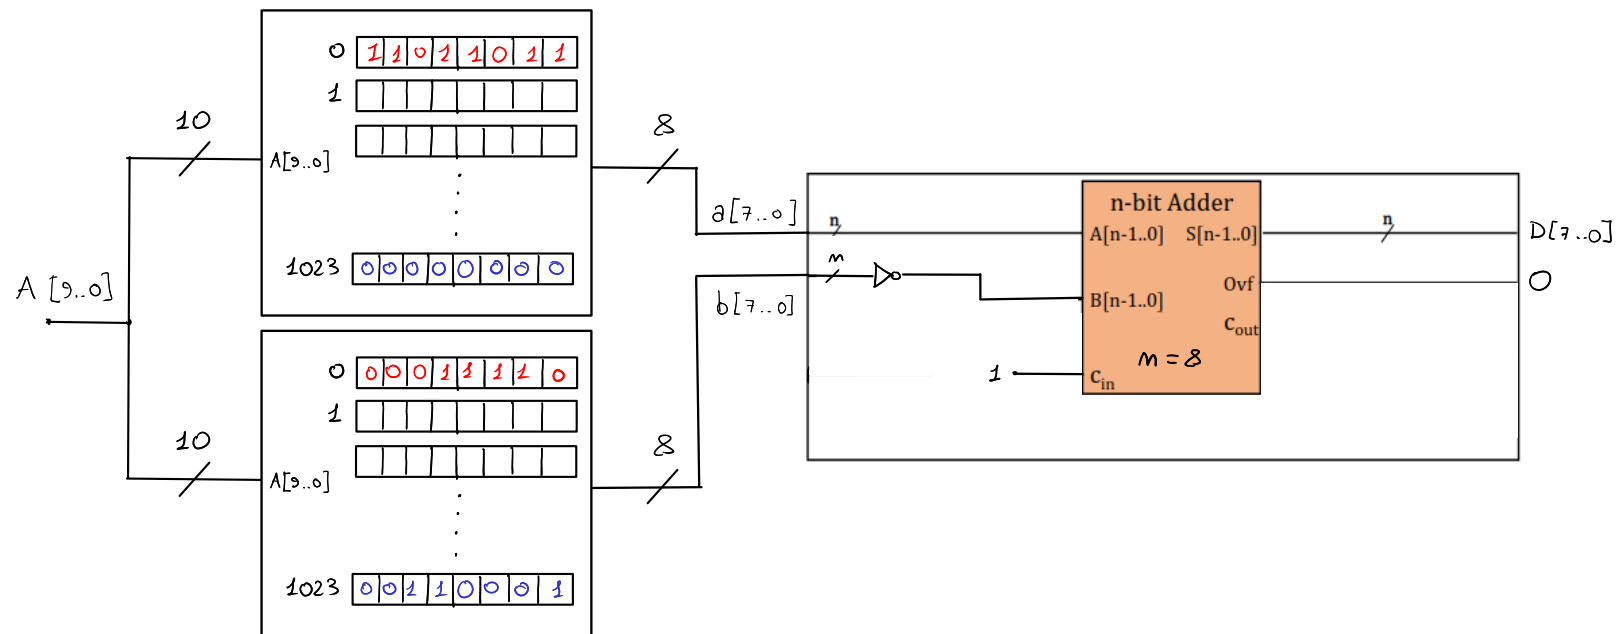 0 1 1 0 1 1 0 1 1
1
10
A[9..0]
8
1023 0 0 0 0 0 0 0 0
A [9..0]
0 0 0 0 1 1 1 1 0
1
10
A[9..0]
8
1023 0 0 1 1 0 0 0 1
a[7..0]
b[7..0]
n
m
n-bit Adder
A[n-1..0] S[n-1..0]
Ovf
B[n-1..0]
cout
m = 8
1
cin
n
D[7..0]
O